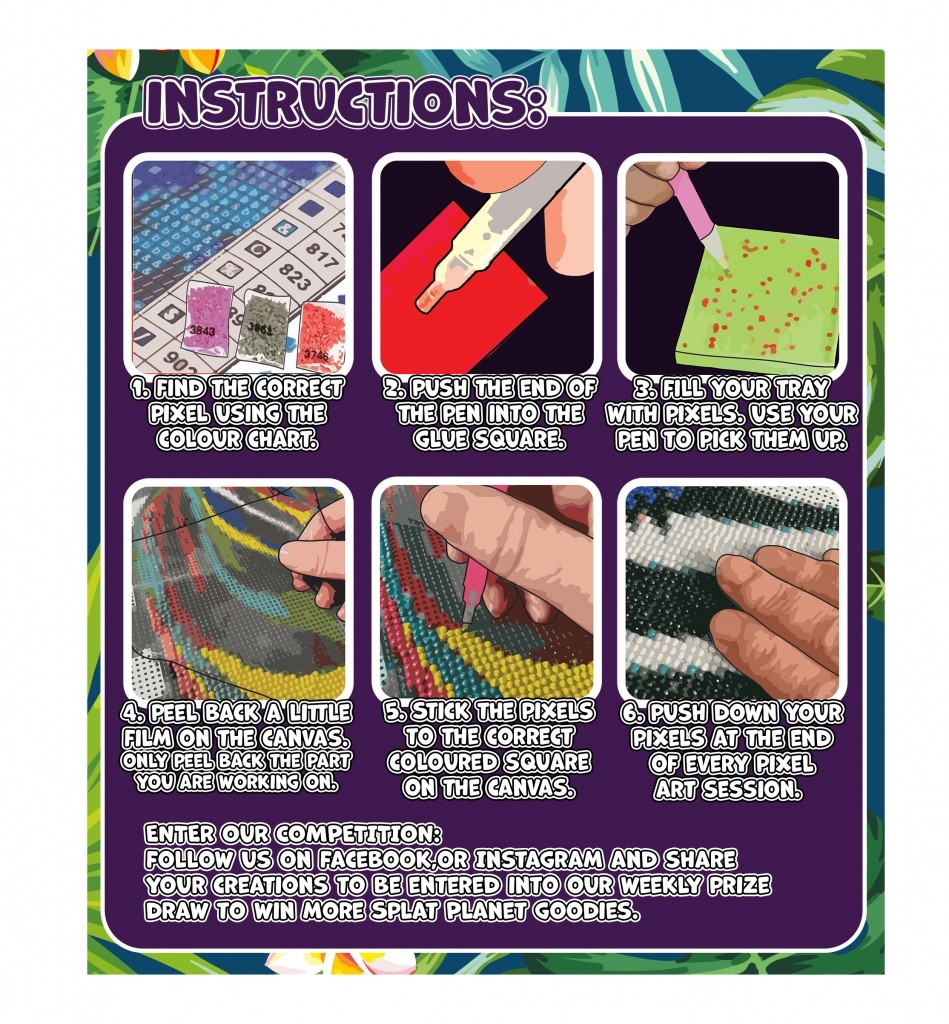 INSTRUCTIONS:
817
823
3843
3861
3746
902
1. FIND THE CORRECT
PIXEL USING THE
COLOUR CHART.
2. PUSH THE END OF
THE PEN INTO THE
GLUE SQUARE.
3. FILL YOUR TRAY
WITH PIXELS. USE YOUR
PEN TO PICK THEM UP.
4. PEEL BACK A LITTLE
FILM ON THE CANVAS.
ONLY PEEL BACK THE PART
YOU ARE WORKING ON.
5. STICK THE PIXELS
TO THE CORRECT
COLOURED SQUARE
ON THE CANVAS.
6. PUSH DOWN YOUR
PIXELS AT THE END
OF EVERY PIXEL
ART SESSION.
ENTER OUR COMPETITION:
FOLLOW US ON FACEBOOK,OR INSTAGRAM AND SHARE
YOUR CREATIONS TO BE ENTERED INTO OUR WEEKLY PRIZE
DRAW TO WIN MORE SPLAT PLANET GOODIES.